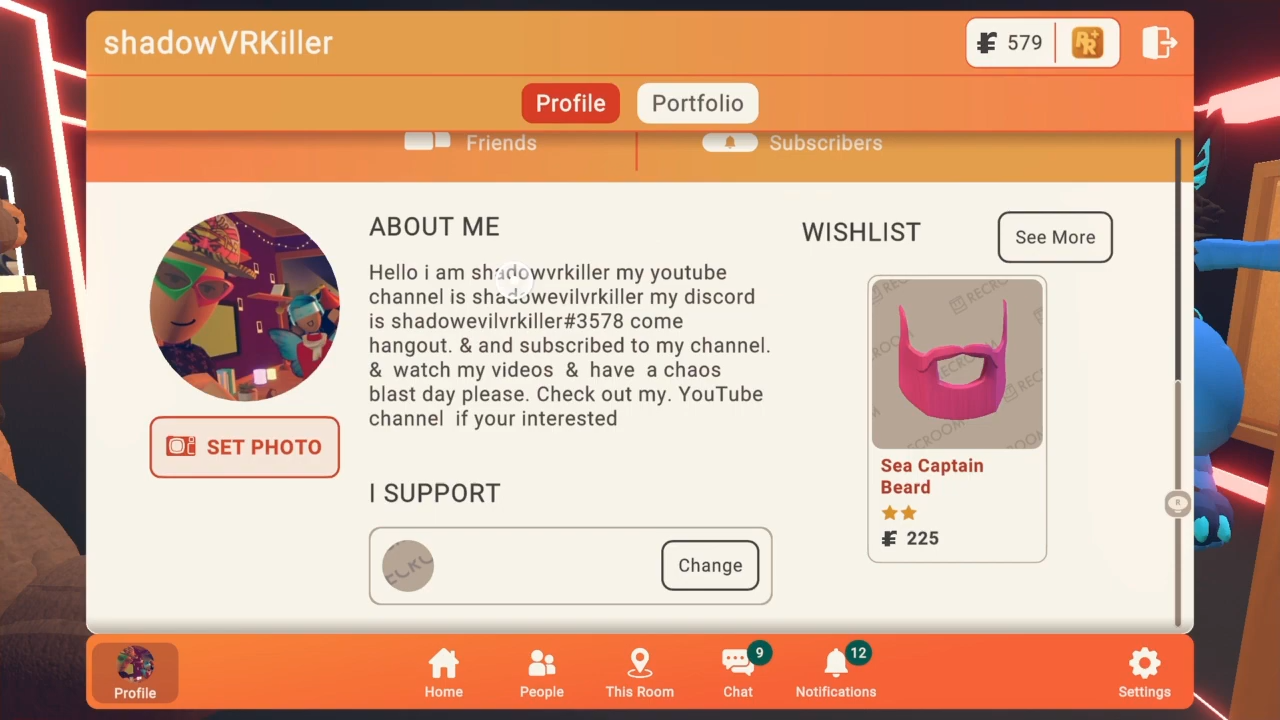 shadowVRKiller
579
Profile
Portfolio
Friends
Subscribers
ABOUT ME
Hello i am shadowvrkiller my youtube
channel is shadowevilvrkiller my discord
is shadowevilvrkiller#3578 come
hangout. & and subscribed to my channel.
& watch my videos & have a chaos
blast day please. Check out my. YouTube
channel if your interested
SET PHOTO
I SUPPORT
Change
WISHLIST
See More
RECROOM
Sea Captain
Beard
225
Profile
Home
People
This Room
9
Chat
12
Notifications
Settings